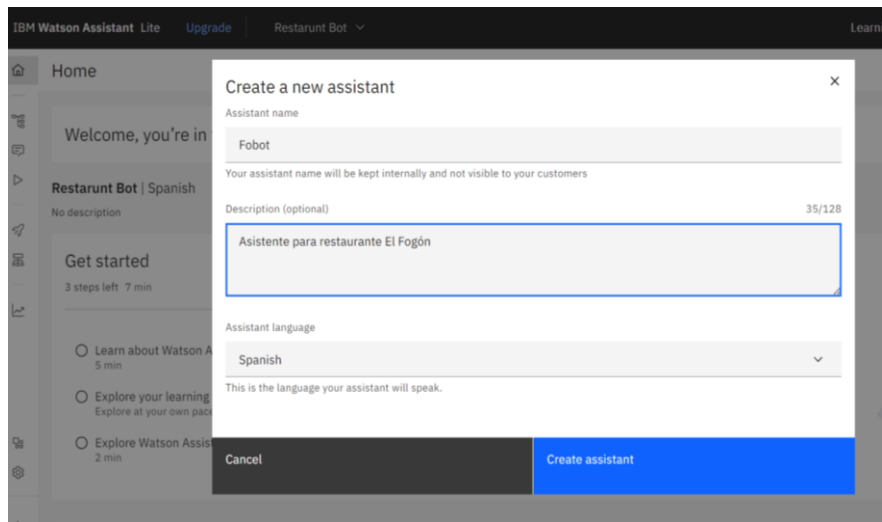 IBM Watson Assistant Lite Upgrade Restarunt Bot Learni
Home
Welcome, you're in
Restarunt Bot | Spanish
No description
Get started
3 steps left 7 min
Learn about Watson A
5 min
Explore your learning
Explore at your own pace
Explore Watson Assist
2 min
Create a new assistant
Assistant name
Fobot
Your assistant name will be kept internally and not visible to your customers
Description (optional) 35/128
Asistente para restaurante El Fogón
Assistant language
Spanish
This is the language your assistant will speak.
Cancel Create assistant